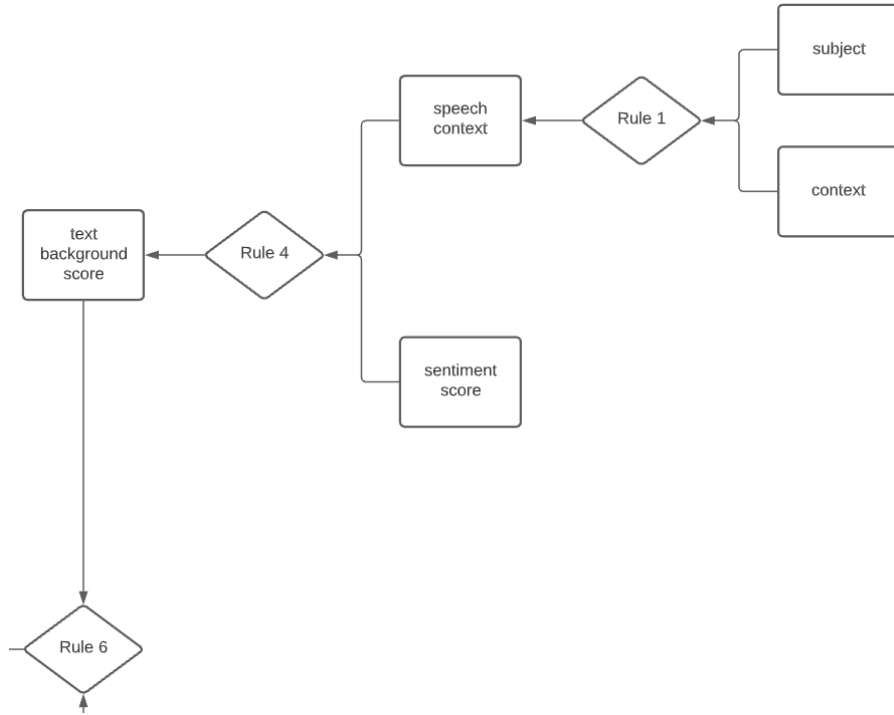 subject
speech
context
Rule 1
context
text
background
score
Rule 4
sentiment
score
Rule 6